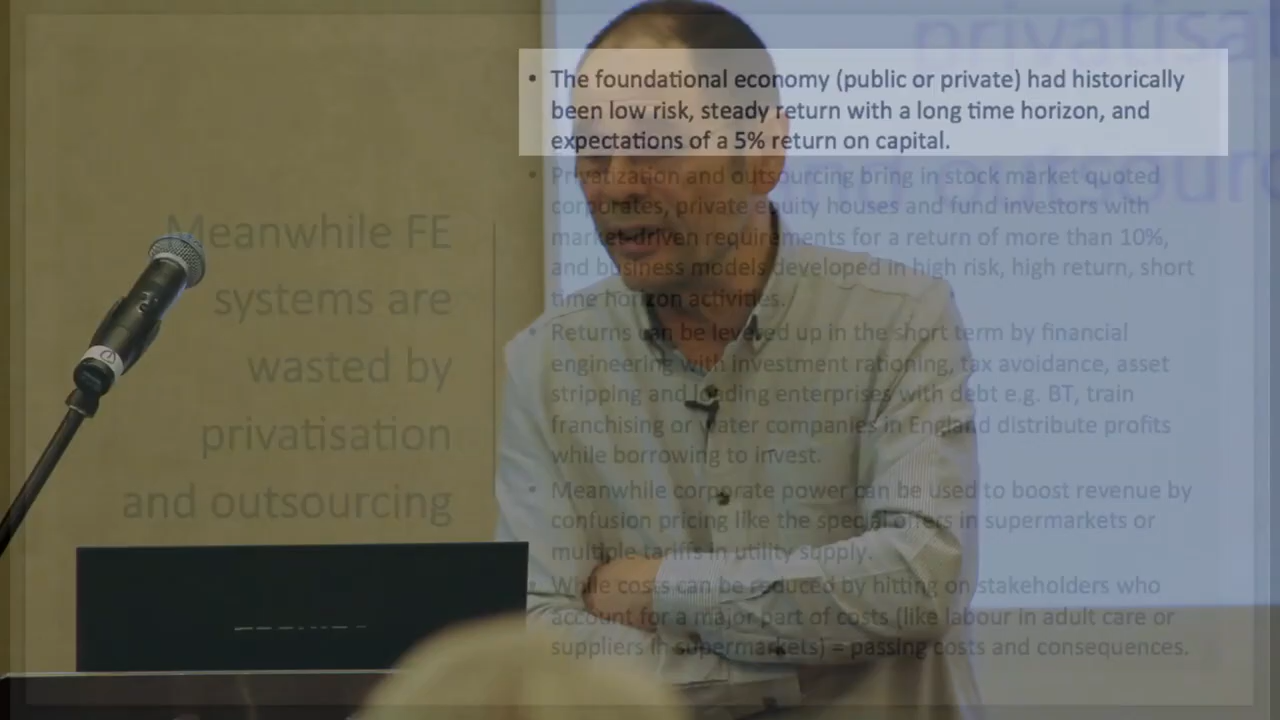 privatisat
nd outsourc
Meanwhile FE
systems are
wasted by
privatisation
and outsourcing
• The foundational economy (public or private) had historically
been low risk, steady return with a long time horizon, and
expectations of a 5% return on capital.
• Privatization and outsourcing bring in stock market quoted
corporates, private equity houses and fund investors with
market-driven requirements for a return of more than 10%,
and business models developed in high risk, high return, short
time horizon activities.
• Returns can be levered up in the short term by financial
engineering with investment rationing, tax avoidance, asset
stripping and loading enterprises with debt e.g. BT, train
franchising or water companies in England distribute profits
while borrowing to invest.
• Meanwhile corporate power can be used to boost revenue by
confusion pricing like the special offers in supermarkets or
multiple tariffs in utility supply.
• While costs can be reduced by hitting on stakeholders who
account for a major part of costs (like labour in adult care or
suppliers in supermarkets) = passing costs and consequences.